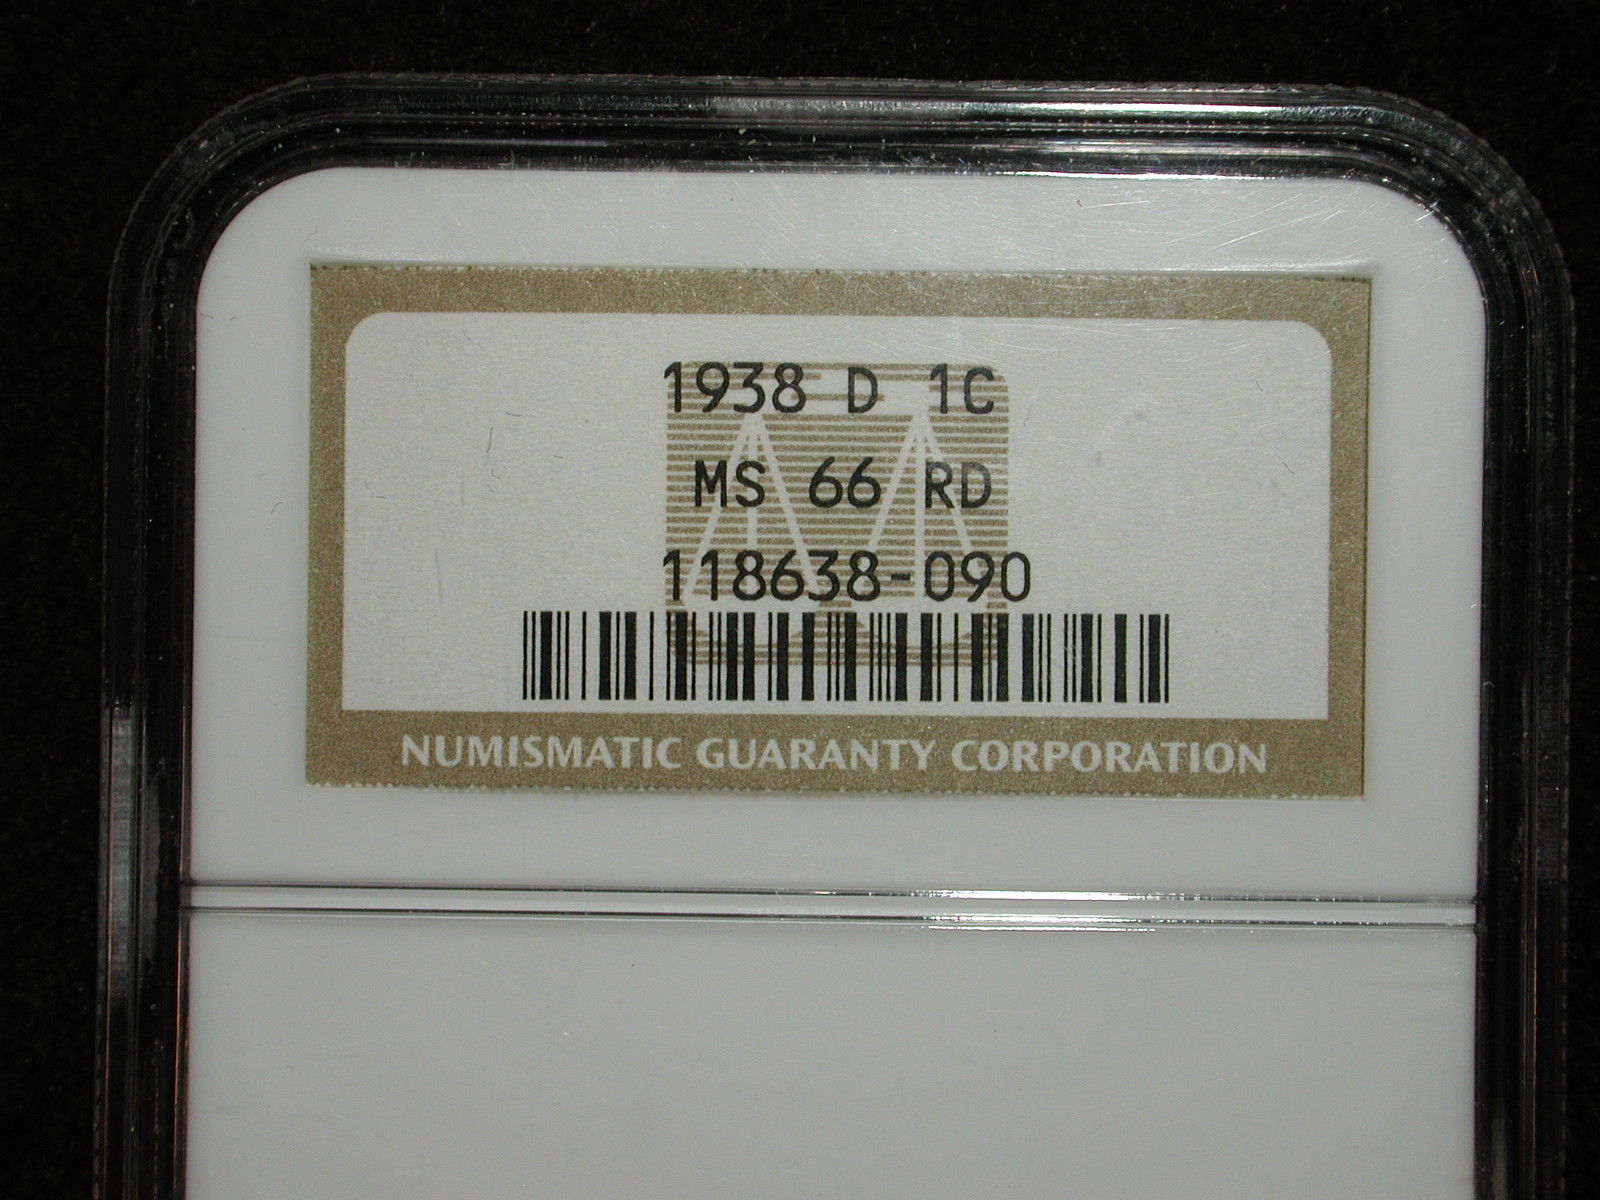 1938 D 1C
MS 66 RD
118638-090
NUMISMATIC GUARANTY CORPORATION